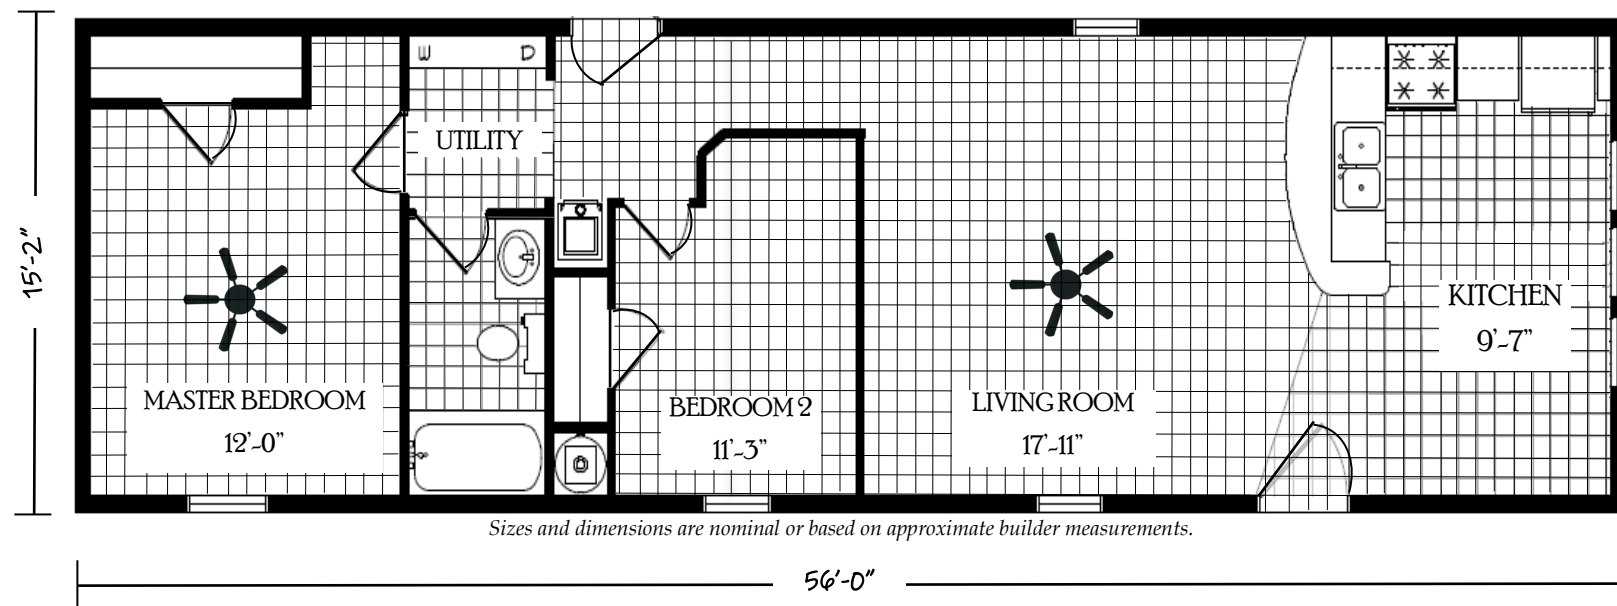 W D
UTILITY
15'-2"
KITCHEN
9'~7"
MASTER BEDROOM
12'~0"
BEDROOM 2
11'~3"
LIVING ROOM
17'~11"
Sizes and dimensions are nominal or based on approximate builder measurements.
56'-0"